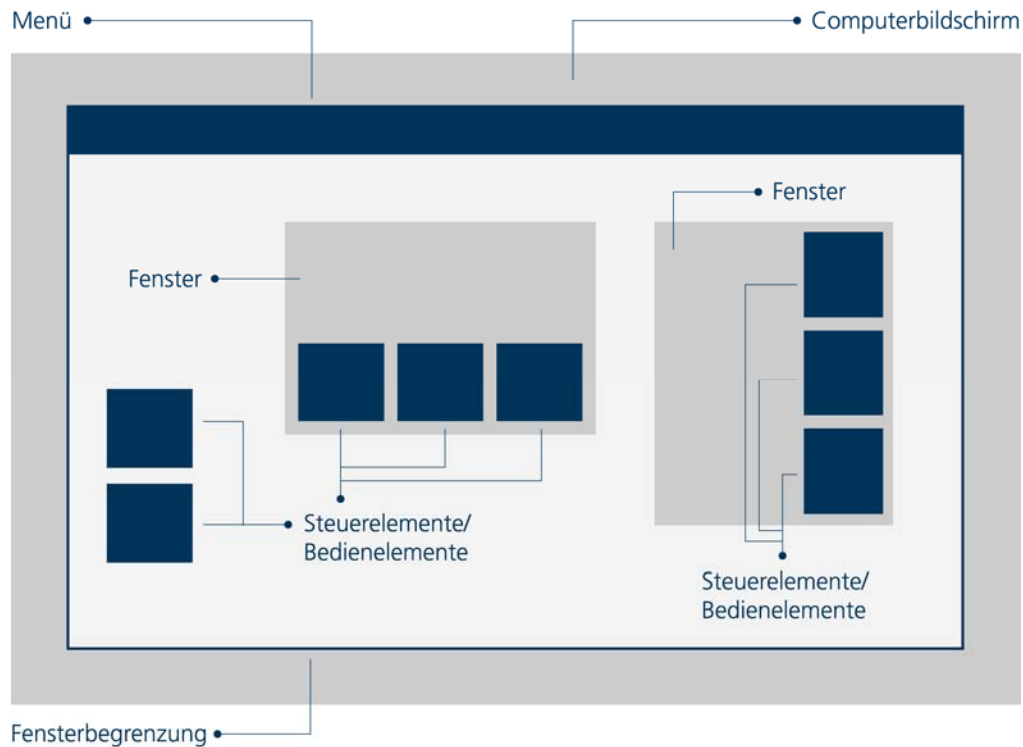 Menü
Computerbildschirm
Fenster
Fenster
Steuerelemente/
Bedienelemente
Steuerelemente/
Bedienelemente
Fensterbegrenzung